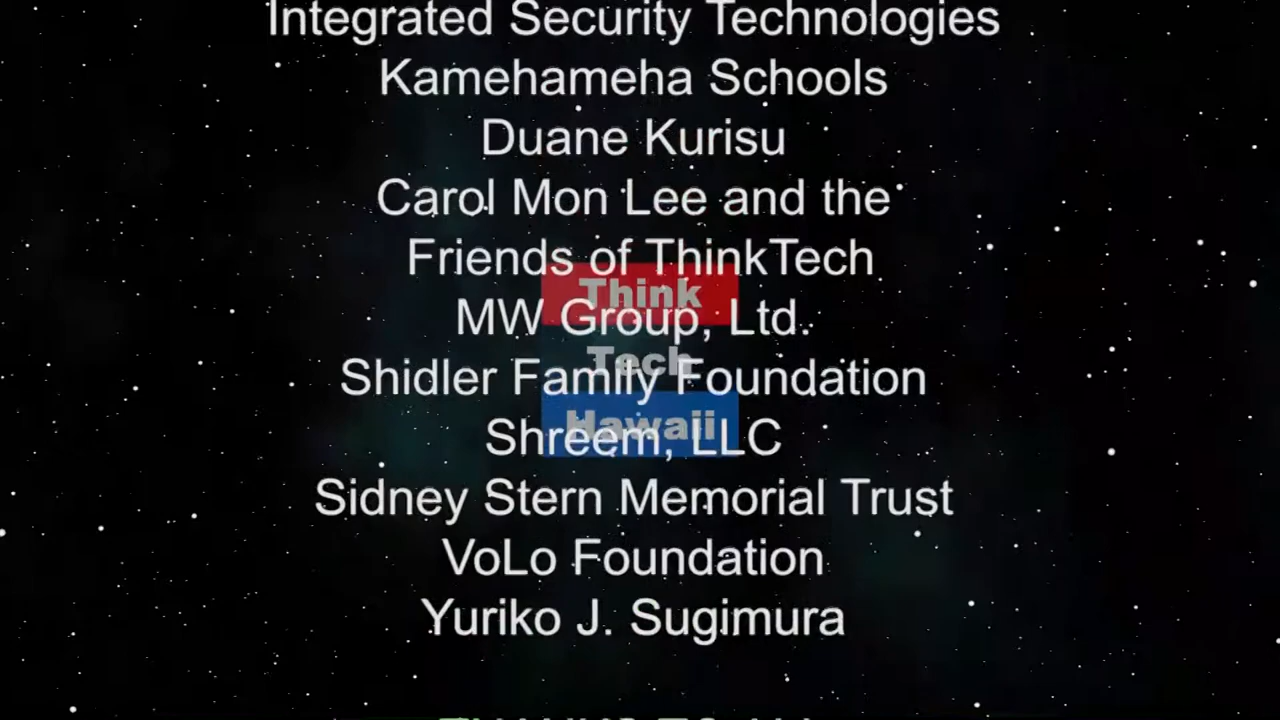 Integrated Security Technologies
Kamehameha Schools
Duane Kurisu
Carol Mon Lee and the
Friends of ThinkTech
Think
MW Group, Ltd.
Tech
Shidler Family Foundation
Hawaii
Shreem, LLC
Sidney Stern Memorial Trust
VoLo Foundation
Yuriko J. Sugimura